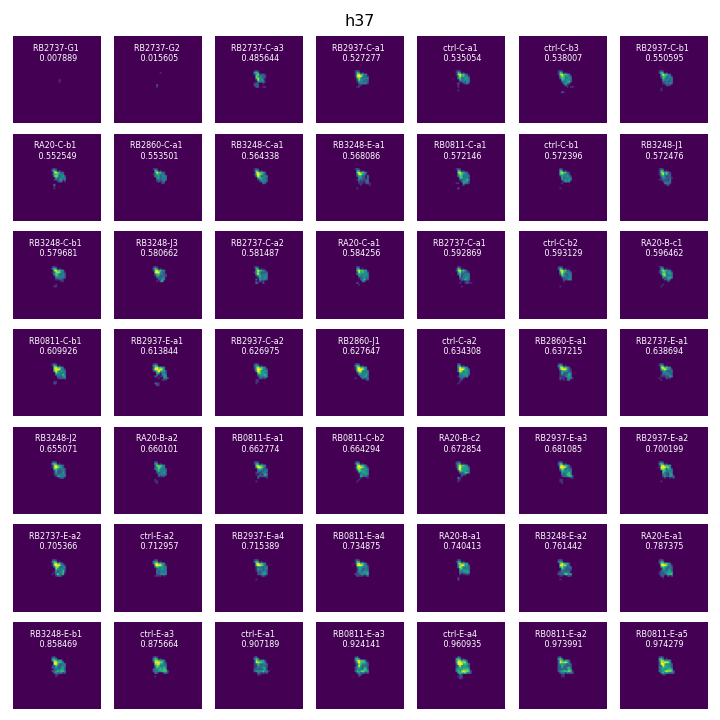 h37
RB2737-G1
0.007889
RB2737-G2
0.015605
RB2737-C-a3
0.485644
RB2937-C-a1
0.527277
ctrl-C-a1
0.535054
ctrl-C-b3
0.538007
RB2937-C-b1
0.550595
RA20-C-b1
0.552549
RB2860-C-a1
0.553501
RB3248-C-a1
0.564338
RB3248-E-a1
0.568086
RB0811-C-a1
0.572146
ctrl-C-b1
0.572396
RB3248-J1
0.572476
RB3248-C-b1
0.579681
RB3248-J3
0.580662
RB2737-C-a2
0.581487
RA20-C-a1
0.584256
RB2737-C-a1
0.592869
ctrl-C-b2
0.593129
RA20-B-c1
0.596462
RB0811-C-b1
0.609926
RB2937-E-a1
0.613844
RB2937-C-a2
0.626975
RB2860-J1
0.627647
ctrl-C-a2
0.634308
RB2860-E-a1
0.637215
RB2737-E-a1
0.638694
RB3248-J2
0.655071
RA20-B-a2
0.660101
RB0811-E-a1
0.662774
RB0811-C-b2
0.664294
RA20-B-c2
0.672854
RB2937-E-a3
0.681085
RB2937-E-a2
0.700199
RB2737-E-a2
0.705366
ctrl-E-a2
0.712957
RB2937-E-a4
0.715389
RB0811-E-a4
0.734875
RA20-B-a1
0.740413
RB3248-E-a2
0.761442
RA20-E-a1
0.787375
RB3248-E-b1
0.858469
ctrl-E-a3
0.875664
ctrl-E-a1
0.907189
RB0811-E-a3
0.924141
ctrl-E-a4
0.960935
RB0811-E-a2
0.973991
RB0811-E-a5
0.974279